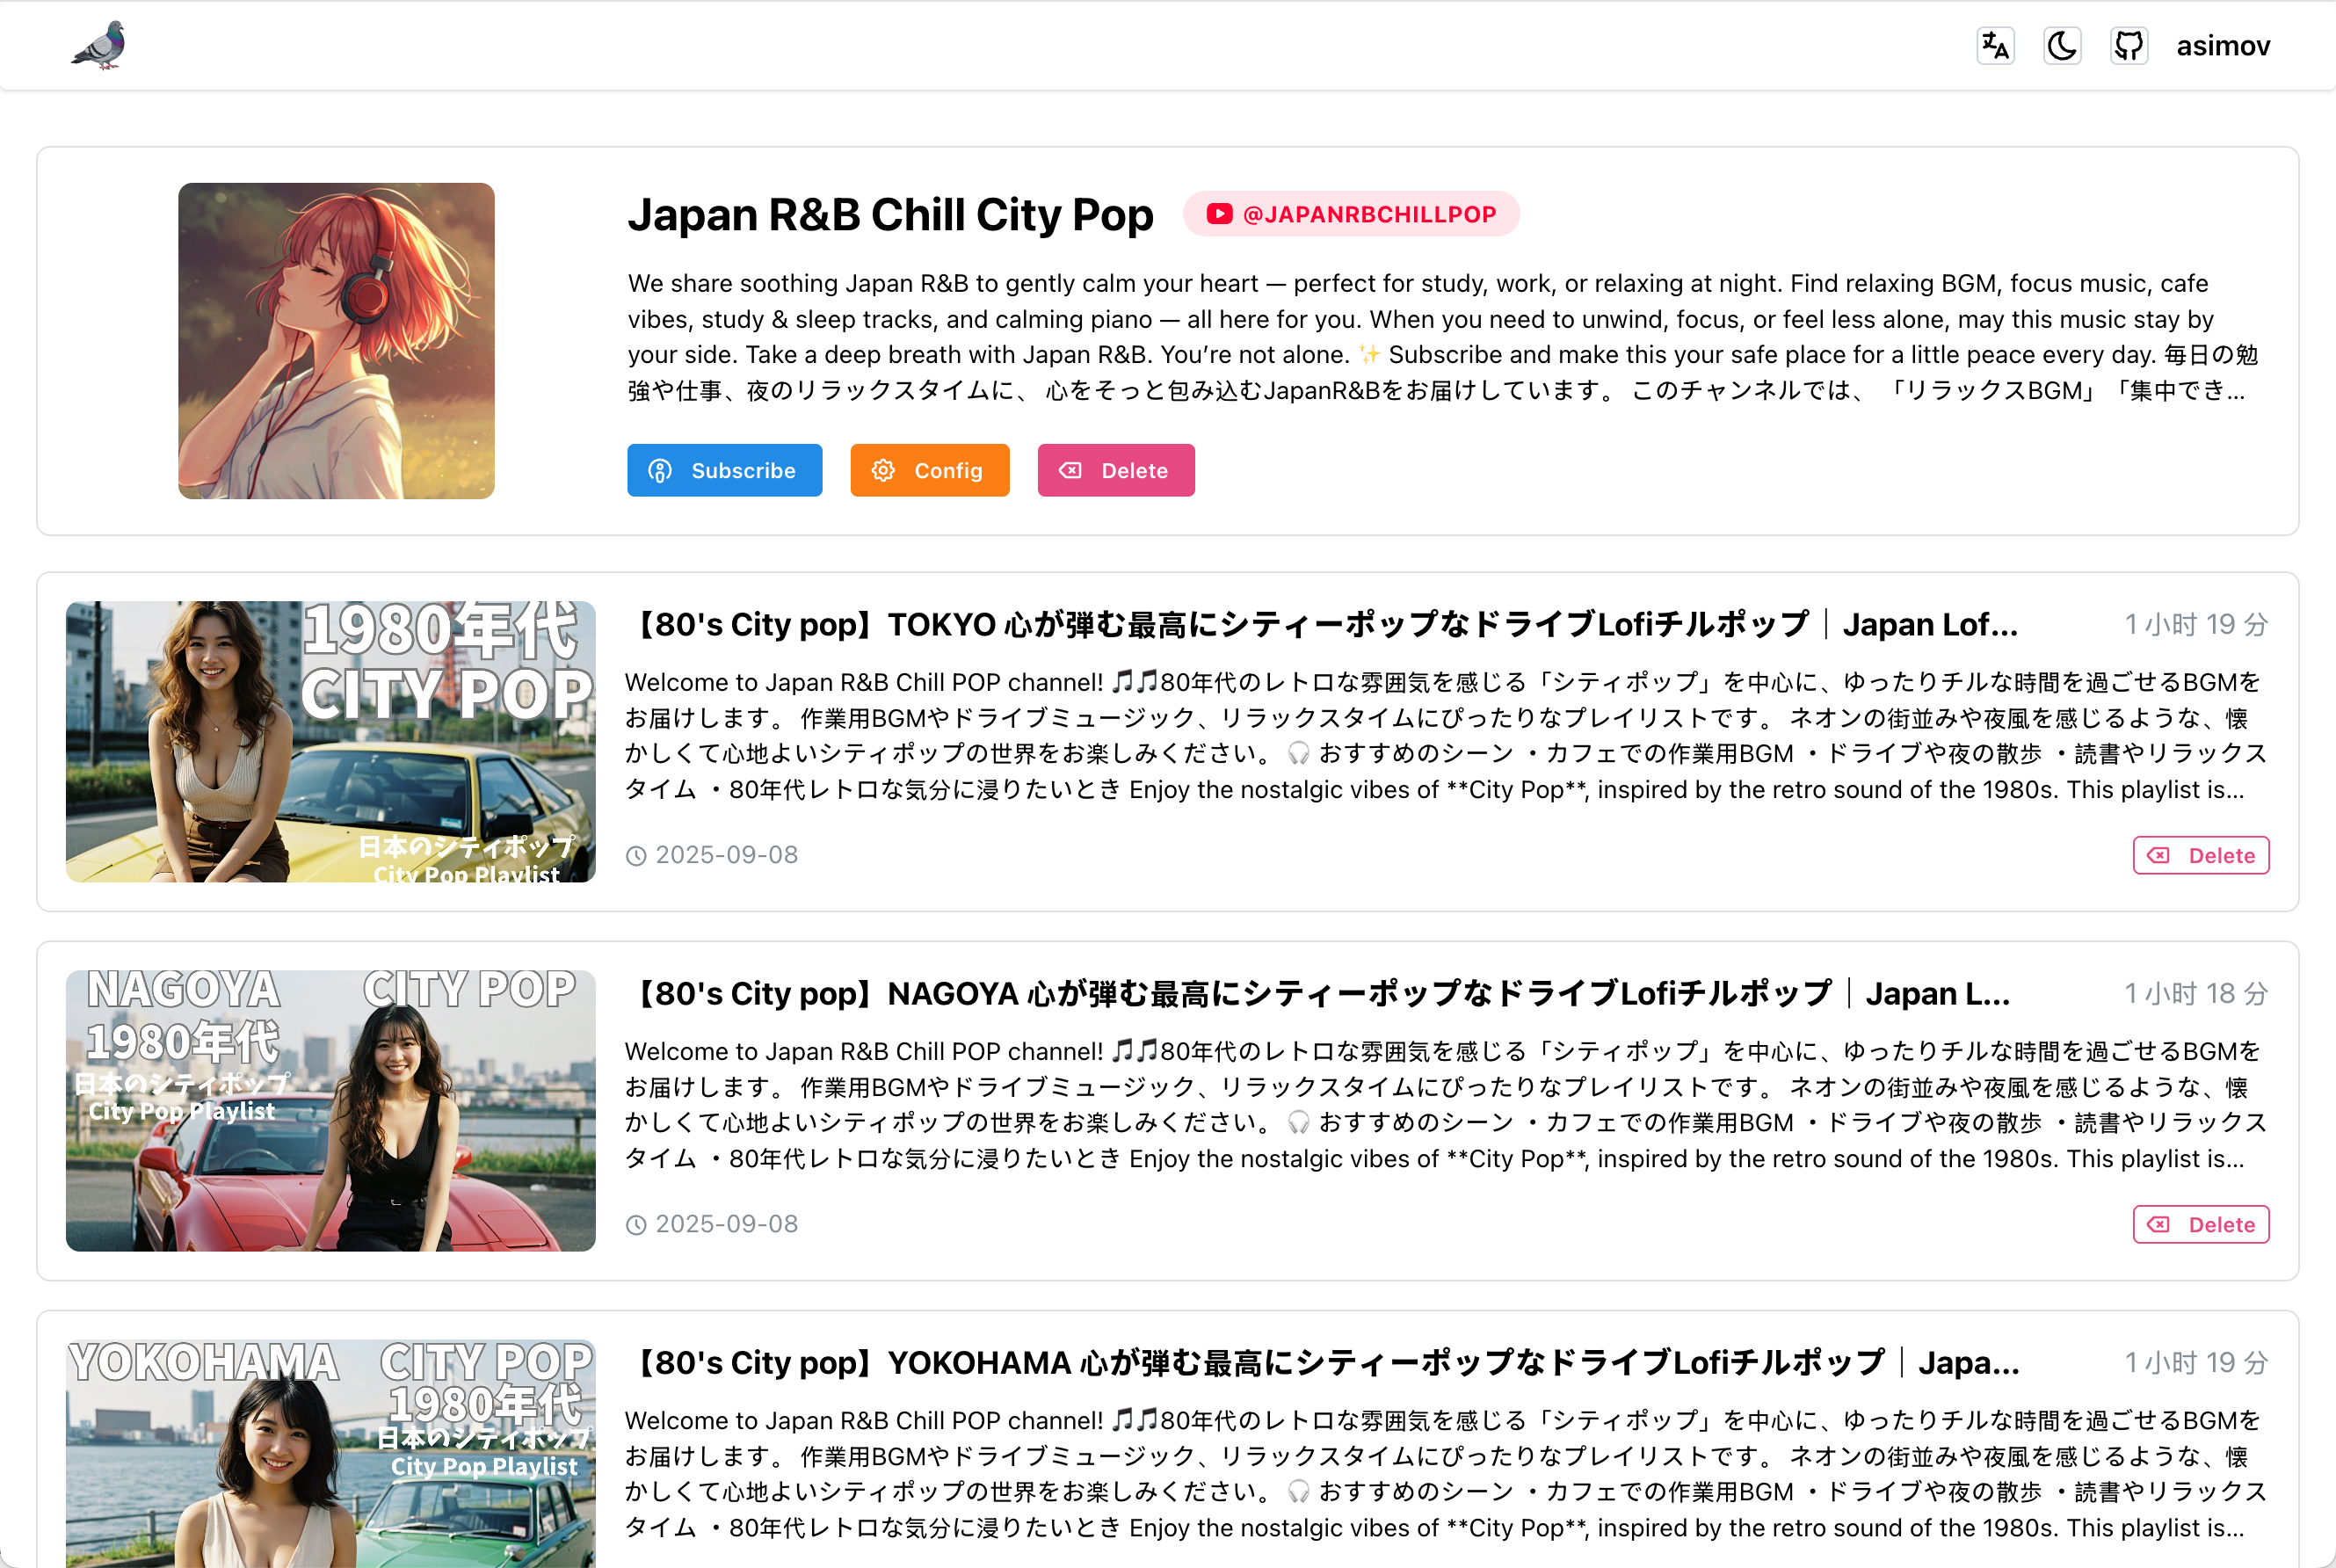 asimov
Japan R&B Chill City Pop
@JAPANRBCHILLPOP
We share soothing Japan R&B to gently calm your heart — perfect for study, work, or relaxing at night. Find relaxing BGM, focus music, cafe
vibes, study & sleep tracks, and calming piano — all here for you. When you need to unwind, focus, or feel less alone, may this music stay by
your side. Take a deep breath with Japan R&B. You’re not alone. ✨ Subscribe and make this your safe place for a little peace every day. 毎日の勉
強や仕事、夜のリラックスタイムに、 心をそっと包み込むJapanR&Bをお届けしています。 このチャンネルでは、 「リラックスBGM」「集中でき...
Subscribe
Config
Delete
1980年代
CITY POP
日本のシティポップ
City Pop Playlist
【80's City pop】TOKYO 心が弾む最高にシティーポップなドライブLofiチルポップ｜Japan Lof...
1 小时 19 分
Welcome to Japan R&B Chill POP channel! 🎵🎵80年代のレトロな雰囲気を感じる「シティポップ」を中心に、ゆったりチルな時間を過ごせるBGMを
お届けします。 作業用BGMやドライブミュージック、リラックスタイムにぴったりなプレイリストです。 ネオンの街並みや夜風を感じるような、懐
かしくて心地よいシティポップの世界をお楽しみください。 🎧 おすすめのシーン ・カフェでの作業用BGM ・ドライブや夜の散歩 ・読書やリラックス
タイム ・80年代レトロな気分に浸りたいとき Enjoy the nostalgic vibes of **City Pop**, inspired by the retro sound of the 1980s. This playlist is...
2025-09-08
Delete
NAGOYA
CITY POP
1980年代
日本のシティポップ
City Pop Playlist
【80's City pop】NAGOYA 心が弾む最高にシティーポップなドライブLofiチルポップ｜Japan L...
1 小时 18 分
Welcome to Japan R&B Chill POP channel! 🎵🎵80年代のレトロな雰囲気を感じる「シティポップ」を中心に、ゆったりチルな時間を過ごせるBGMを
お届けします。 作業用BGMやドライブミュージック、リラックスタイムにぴったりなプレイリストです。 ネオンの街並みや夜風を感じるような、懐
かしくて心地よいシティポップの世界をお楽しみください。 🎧 おすすめのシーン ・カフェでの作業用BGM ・ドライブや夜の散歩 ・読書やリラックス
タイム ・80年代レトロな気分に浸りたいとき Enjoy the nostalgic vibes of **City Pop**, inspired by the retro sound of the 1980s. This playlist is...
2025-09-08
Delete
YOKOHAMA
CITY POP
1980年代
日本のシティポップ
City Pop Playlist
【80's City pop】YOKOHAMA 心が弾む最高にシティーポップなドライブLofiチルポップ｜Japa...
1 小时 19 分
Welcome to Japan R&B Chill POP channel! 🎵🎵80年代のレトロな雰囲気を感じる「シティポップ」を中心に、ゆったりチルな時間を過ごせるBGMを
お届けします。 作業用BGMやドライブミュージック、リラックスタイムにぴったりなプレイリストです。 ネオンの街並みや夜風を感じるような、懐
かしくて心地よいシティポップの世界をお楽しみください。 🎧 おすすめのシーン ・カフェでの作業用BGM ・ドライブや夜の散歩 ・読書やリラックス
タイム ・80年代レトロな気分に浸りたいとき Enjoy the nostalgic vibes of **City Pop**, inspired by the retro sound of the 1980s. This playlist is...